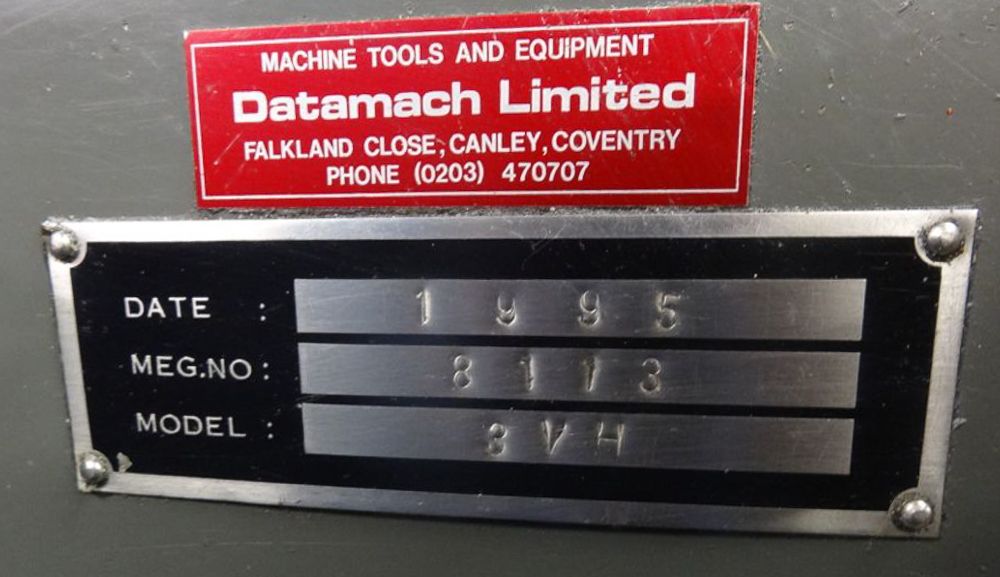 MACHINE TOOLS AND EQUIPMENT
Datamach Limited
FALKLAND CLOSE, CANLEY, COVENTRY
PHONE (0203) 470707
DATE : 1995
MEG.NO: 8113
MODEL : 3VH